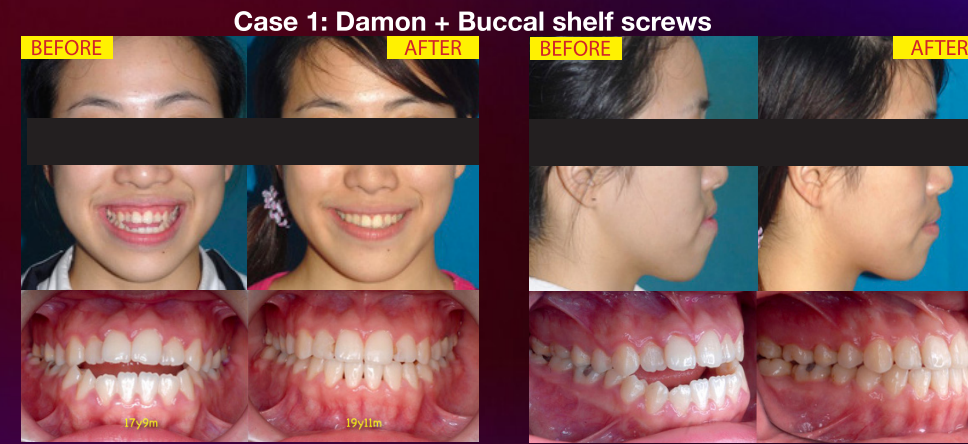 Case 1: Damon + Buccal shelf screws
BEFORE
AFTER
BEFORE
AFTER
17y9m
19y11m